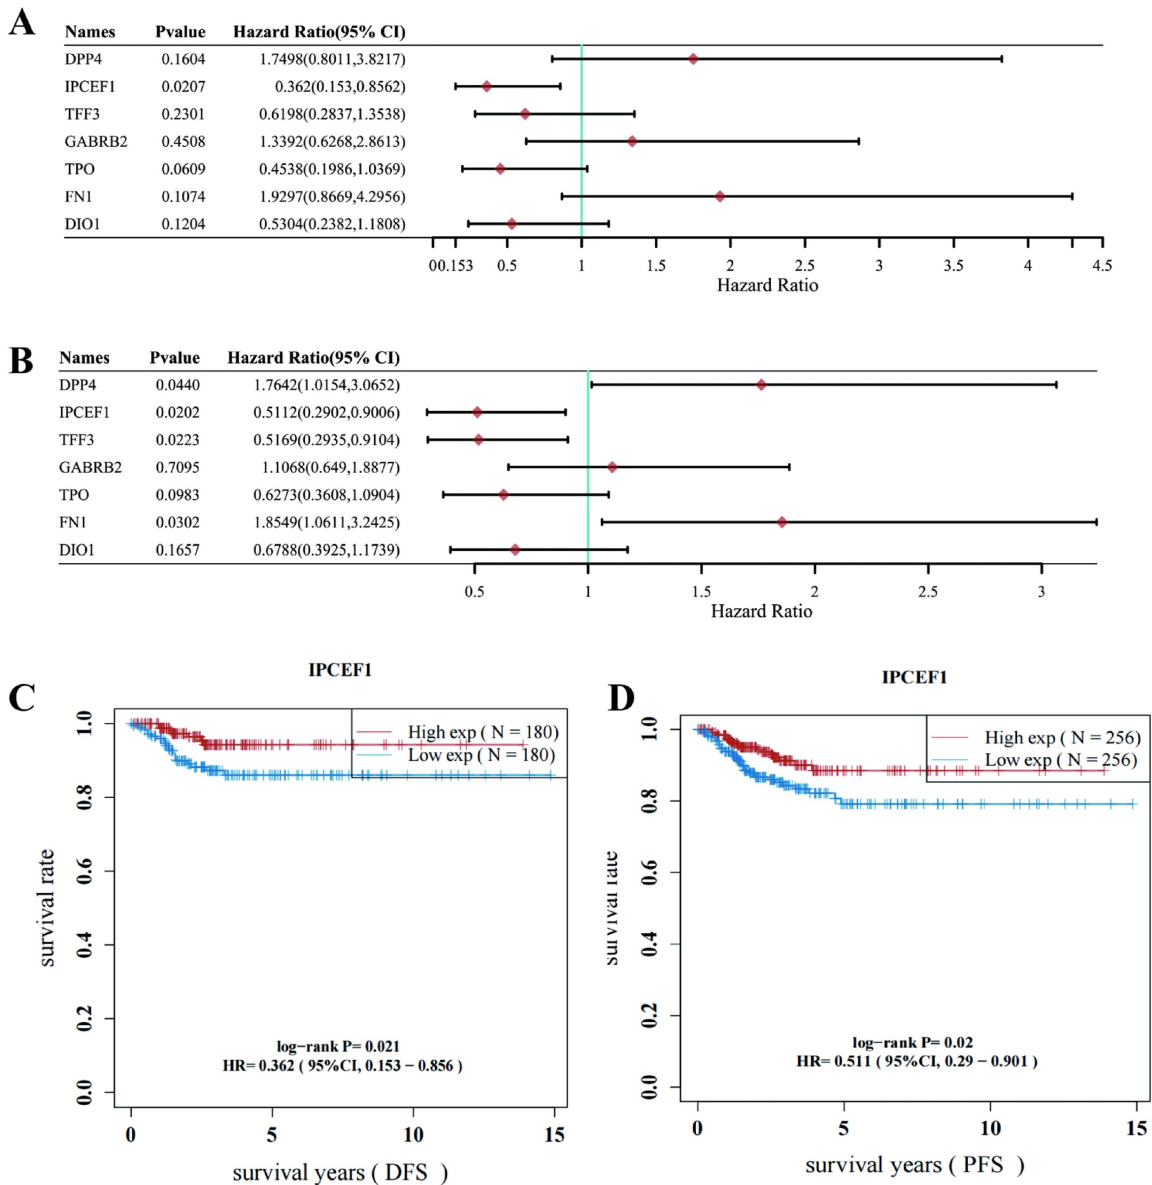 A
Names Pvalue Hazard Ratio(95% CI)
DPP4 0.1604 1.7498(0.8011,3.8217)
IPCEF1 0.0207 0.362(0.153,0.8562)
TFF3 0.2301 0.6198(0.2837,1.3538)
GABRB2 0.4508 1.3392(0.6268,2.8613)
TPO 0.0609 0.4538(0.1986,1.0369)
FN1 0.1074 1.9297(0.8669,4.2956)
DIO1 0.1204 0.5304(0.2382,1.1808)
00.153 0.5 1 1.5 2 2.5 3 3.5 4 4.5
Hazard Ratio
B
Names Pvalue Hazard Ratio(95% CI)
DPP4 0.0440 1.7642(1.0154,3.0652)
IPCEF1 0.0202 0.5112(0.2902,0.9006)
TFF3 0.0223 0.5169(0.2935,0.9104)
GABRB2 0.7095 1.1068(0.649,1.8877)
TPO 0.0983 0.6273(0.3608,1.0904)
FN1 0.0302 1.8549(1.0611,3.2425)
DIO1 0.1657 0.6788(0.3925,1.1739)
0.5 1 1.5 2 2.5 3
Hazard Ratio
C
IPCEF1
High exp ( N = 180)
Low exp ( N = 180)
1.0
0.8
0.6
0.4
0.2
0.0
survival rate
log-rank P= 0.021
HR= 0.362 ( 95%CI, 0.153 − 0.856 )
0 5 10 15
survival years ( DFS )
D
IPCEF1
High exp ( N = 256)
Low exp ( N = 256)
1.0
0.8
0.6
0.4
0.2
0.0
survival rate
log-rank P= 0.02
HR= 0.511 ( 95%CI, 0.29 − 0.901 )
0 5 10 15
survival years ( PFS )